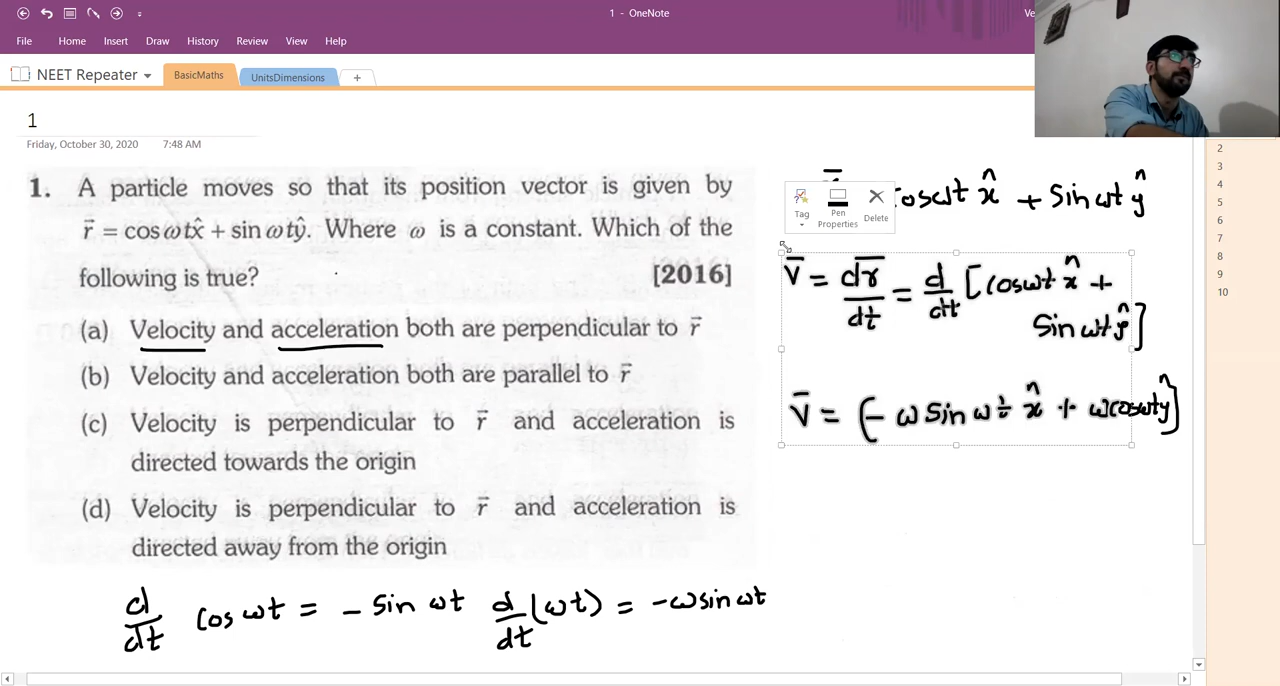 1 - OneNote
Ve
File Home Insert Draw History Review View Help
NEET Repeater
BasicMaths
UnitsDimensions
1
Friday, October 30, 2020 7:48 AM
1. A particle moves so that its position vector is given by
r⃗ = cos ωt x̂ + sin ωt ŷ. Where ω is a constant. Which of the
following is true? [2016]
(a) Velocity and acceleration both are perpendicular to r⃗
(b) Velocity and acceleration both are parallel to r⃗
(c) Velocity is perpendicular to r⃗ and acceleration is
directed towards the origin
(d) Velocity is perpendicular to r⃗ and acceleration is
directed away from the origin
d/dt cos ωt = - sin ωt d/dt (ωt) = -ω sin ωt
Tag
Pen
Properties
Delete
cosωt x̂ + sin ωt ŷ
v̅ = dr̅/dt = d/dt [cosωt x̂ +
Sin ωt ŷ]
v̅ = (- ω sin ωt x̂ + ωcosωt ŷ]
2
3
4
5
6
7
8
9
10